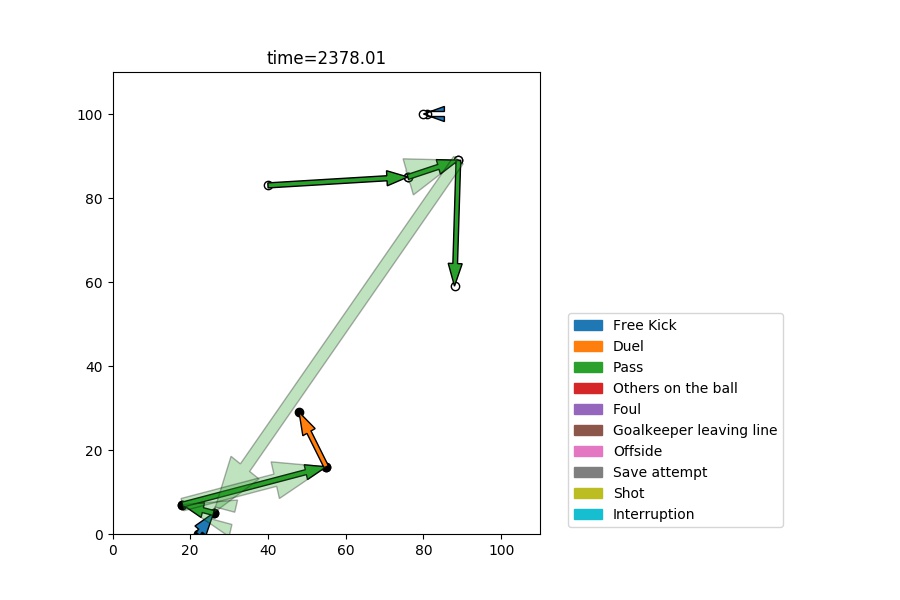 time=2378.01
100
80
60
40
20
0
0 20 40 60 80 100
Free Kick
Duel
Pass
Others on the ball
Foul
Goalkeeper leaving line
Offside
Save attempt
Shot
Interruption